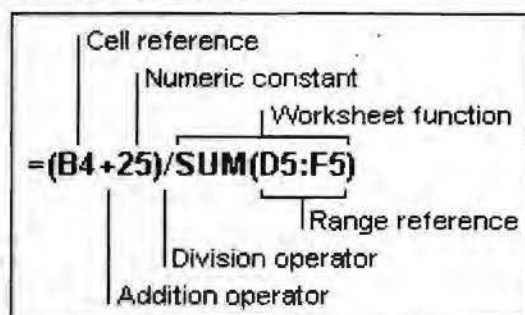 Cell reference
Numeric constant
Worksheet function
=(B4+25)/SUM(D5:F5)
Range reference
Division operator
Addition operator